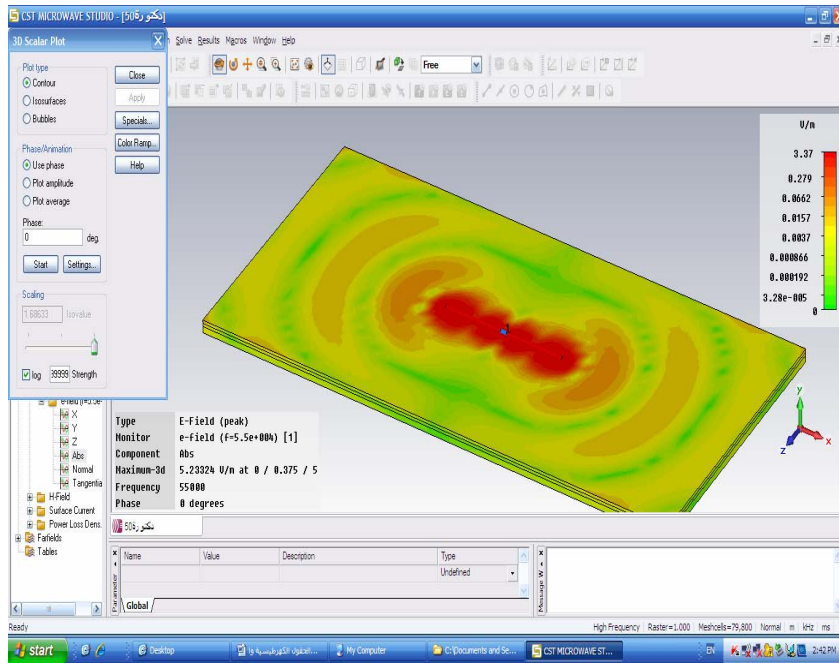 CST MICROWAVE STUDIO - [دكتورة50]
3D Scalar Plot
Solve Results Macros Window Help
Plot type
Contour
Isosurfaces
Bubbles
Close
Apply
Specials...
Color Ramp...
Help
Phase/Animation
Use phase
Plot amplitude
Plot average
Phase:
0 deg.
Start Settings...
Scaling
1.68633 Isovalue
log 99999 Strength
Free
V/m
3.37
0.279
0.0662
0.0157
0.0037
0.000866
0.000192
3.28e-005
0
1
y
x
z
X
Y
Z
Abs
Normal
Tangentia
H-Field
Surface Current
Power Loss Dens.
Farfields
Tables
Type E-Field (peak)
Monitor e-field (f=5.5e+004) [1]
Component Abs
Maximum-3d 5.23324 V/m at 0 / 0.375 / 5
Frequency 55000
Phase 0 degrees
دكتورة50
Name Value Description Type
Undefined
Global
Ready
High Frequency Raster=1.000 Meshcells=79,800 Normal m kHz ms
start
Desktop
My Computer
C:\Documents and Se...
CST MICROWAVE ST...
EN
2:42 PM